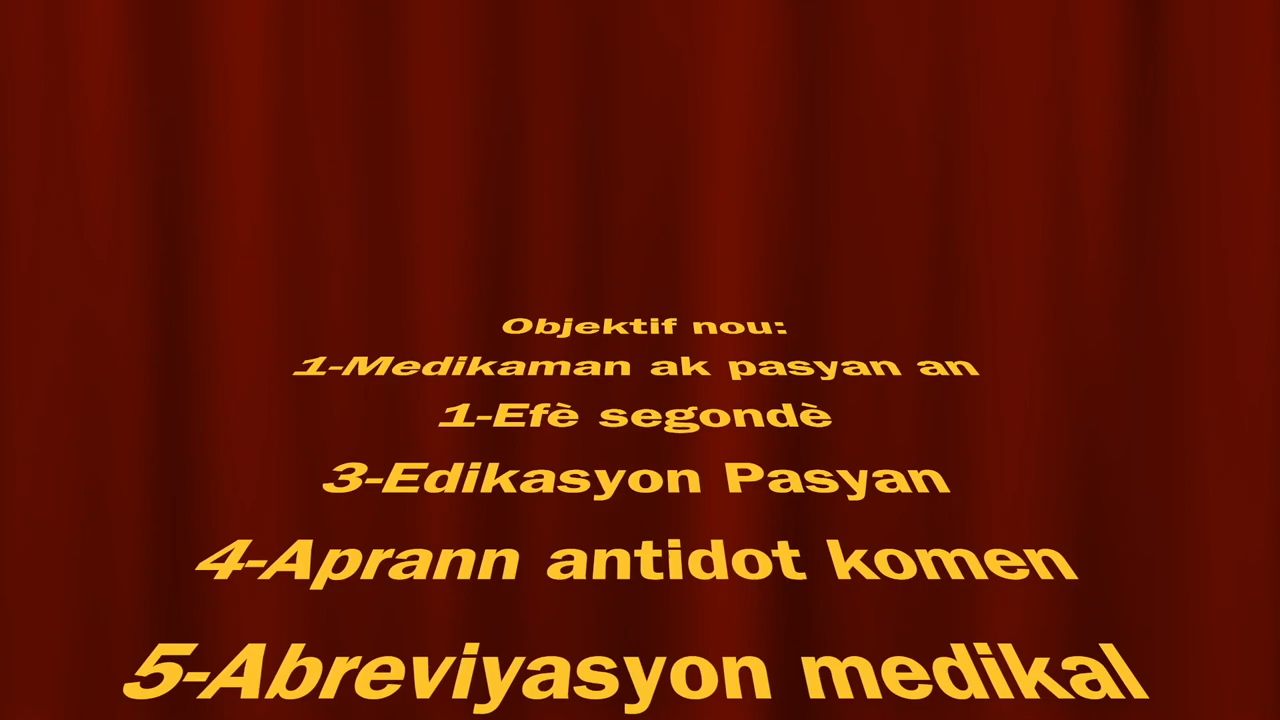 Objektif nou:
1-Medikaman ak pasyan an
1-Efè segondè
3-Edikasyon Pasyan
4-Aprann antidot komen
5-Abreviyasyon medikal